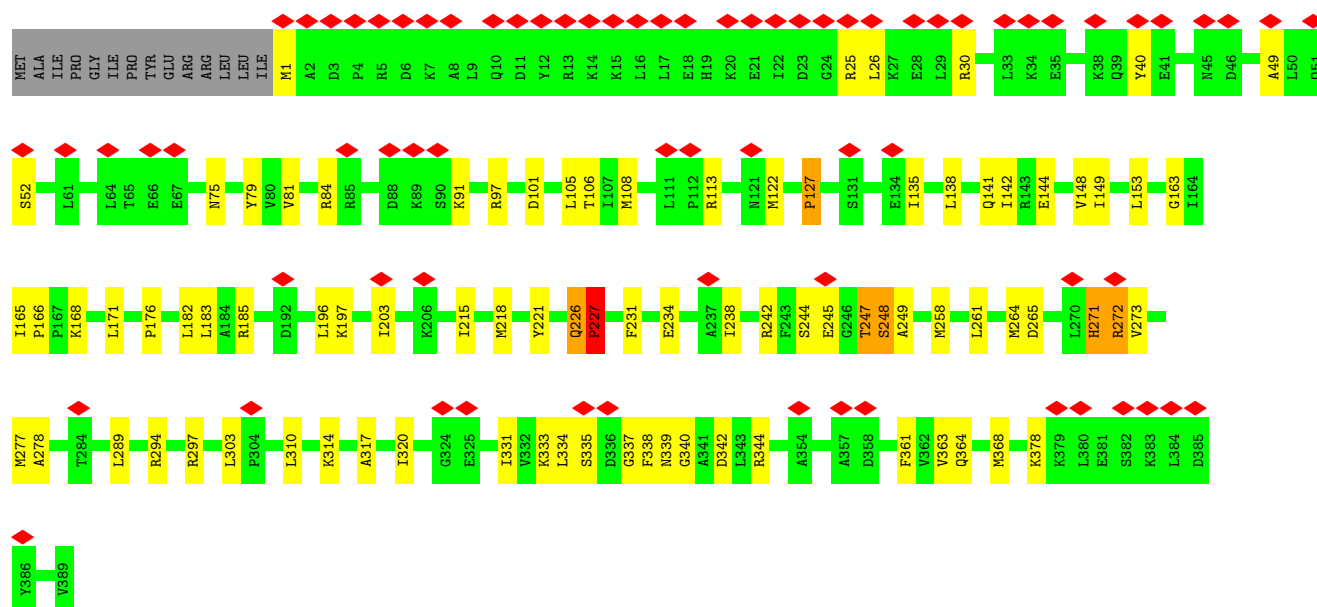 MET ALA ILE PRO GLY ILE PRO TYR GLU ARG ARG LEU LEU ILE M1 A2 D3 P4 R5 D6 K7 A8 L9 Q10 D11 Y12 R13 K14 K15 L16 L17 E18 H19 K20 E21 I22 D23 G24 R25 L26 K27 E28 L29 R30 L33 K34 E35 K38 Q39 Y40 E41 N45 D46 A49 L50
S52 L61 L64 T65 E66 E67 N75 Y79 V80 V81 R84 R85 D88 K89 S90 K91 R97 D101 L105 T106 I107 M108 L111 P112 R113 N121 M122 P127 S131 E134 I135 L138 Q141 I142 R143 E144 V148 I149 L153 G163 I164
I165 P166 P167 K168 L171 P176 L182 L183 A184 R185 D192 L196 K197 I203 K206 I215 M218 Y221 Q226 P227 F231 E234 A237 I238 R242 F243 S244 E245 G246 T247 S248 A249 M258 L261 M264 D265 L270 H271 R272 V273
M277 A278 T284 L289 R294 R297 L303 P304 L310 K314 A317 I320 G324 E325 I331 V332 K333 L334 S335 D336 G337 F338 N339 G340 A341 D342 L343 R344 A354 A357 D358 F361 V362 V363 Q364 M368 K378 K379 L380 E381 S382 K383 L384 D385
Y386 V389